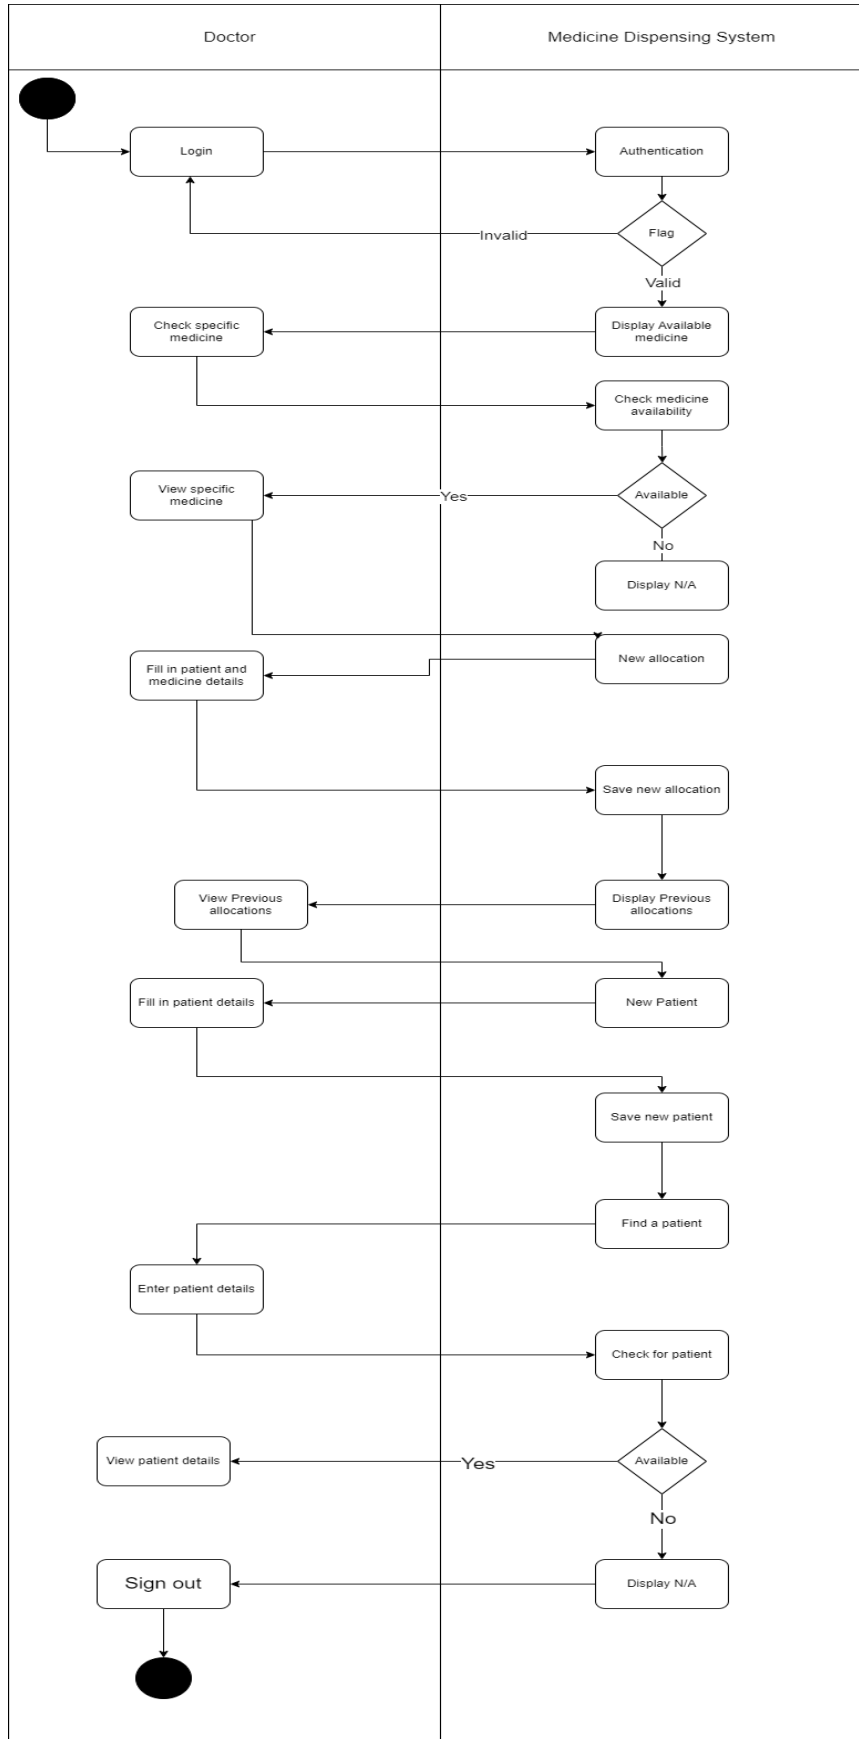 Doctor
Medicine Dispensing System
Login
Authentication
Invalid
Flag
Valid
Check specific
medicine
Display Available
medicine
Check medicine
availability
View specific
medicine
Yes
Available
No
Display N/A
New allocation
Fill in patient and
medicine details
Save new allocation
View Previous
allocations
Display Previous
allocations
Fill in patient details
New Patient
Save new patient
Find a patient
Enter patient details
Check for patient
View patient details
Yes
Available
No
Sign out
Display N/A